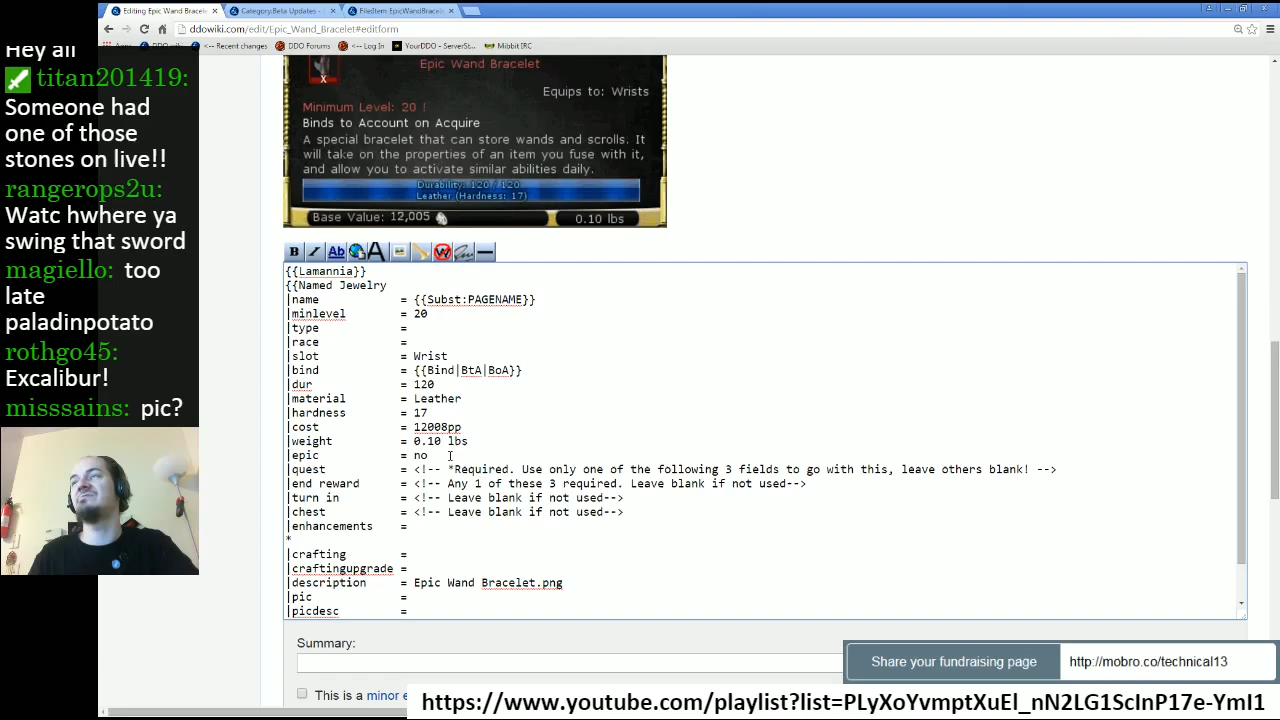 Hey all
titan201419:
Someone had
one of those
stones on live!!
rangerops2u:
Watc hwhere ya
swing that sword
magiello: too
late
paladinpotato
rothgo45:
Excalibur!
misssains: pic?
Editing Epic Wand Bracele
Category:Beta Updates -
FileItem EpicWandBracele
ddowiki.com/edit/Epic_Wand_Bracelet#editform
<-- Recent changes
DDO Forums
<-- Log In
YourDDO - ServerSt...
Mibbit IRC
Epic Wand Bracelet
X
Equips to: Wrists
Minimum Level: 20 !
Binds to Account on Acquire
A special bracelet that can store wands and scrolls. It
will take on the properties of an item you fuse with it,
and allow you to activate similar abilities daily.
Durability: 120 / 120
Leather (Hardness: 17)
Base Value: 12,005
0.10 lbs
B I Ab A W
{{Lamannia}}
{{Named Jewelry
|name = {{Subst:PAGENAME}}
|minlevel = 20
|type =
|race =
|slot = Wrist
|bind = {{Bind|BtA|BoA}}
|dur = 120
|material = Leather
|hardness = 17
|cost = 12008pp
|weight = 0.10 lbs
|epic = no
|quest = <!-- *Required. Use only one of the following 3 fields to go with this, leave others blank! -->
|end reward = <!-- Any 1 of these 3 required. Leave blank if not used-->
|turn in = <!-- Leave blank if not used-->
|chest = <!-- Leave blank if not used-->
|enhancements =
*
|crafting =
|craftingupgrade =
|description = Epic Wand Bracelet.png
|pic =
|picdesc =
Summary:
This is a minor e
Share your fundraising page
http://mobro.co/technical13
https://www.youtube.com/playlist?list=PLyXoYvmptXuEl_nN2LG1ScInP17e-YmI1